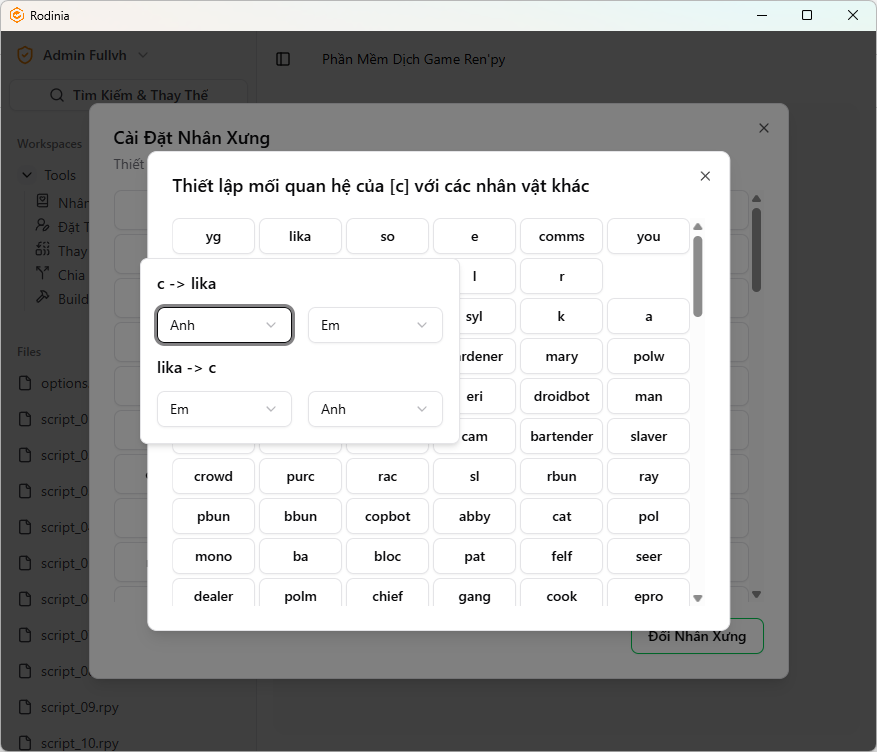 Rodinia
Admin Fullvh
Phần Mềm Dịch Game Ren'py
Tìm Kiếm & Thay Thế
Workspaces
Tools
Nhân
Đặt T
Thay
Chia
Build
Files
options
script_0
script_0
script_0
script_0
script_0
script_0
script_0
script_0
script_09.rpy
script_10.rpy
Cài Đặt Nhân Xưng
Thiết
Thiết lập mối quan hệ của [c] với các nhân vật khác
yg lika so e comms you
l r
syl k a
rdener mary polw
eri droidbot man
cam bartender slaver
crowd purc rac sl rbun ray
pbun bbun copbot abby cat pol
mono ba bloc pat felf seer
dealer polm chief gang cook epro
c -> lika
Anh Em
lika -> c
Em Anh
Đổi Nhân Xưng